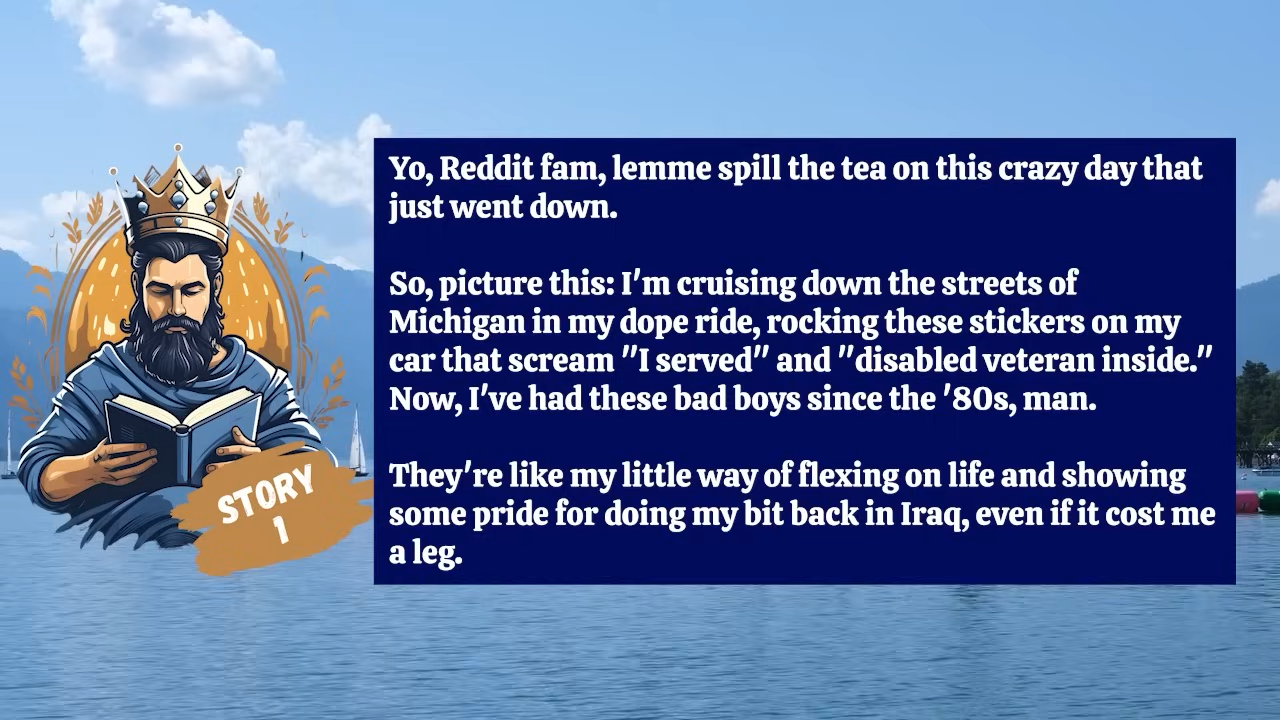 Yo, Reddit fam, lemme spill the tea on this crazy day that
just went down.
So, picture this: I'm cruising down the streets of
Michigan in my dope ride, rocking these stickers on my
car that scream "I served" and "disabled veteran inside."
Now, I've had these bad boys since the '80s, man.
They're like my little way of flexing on life and showing
some pride for doing my bit back in Iraq, even if it cost me
a leg.
STORY
1